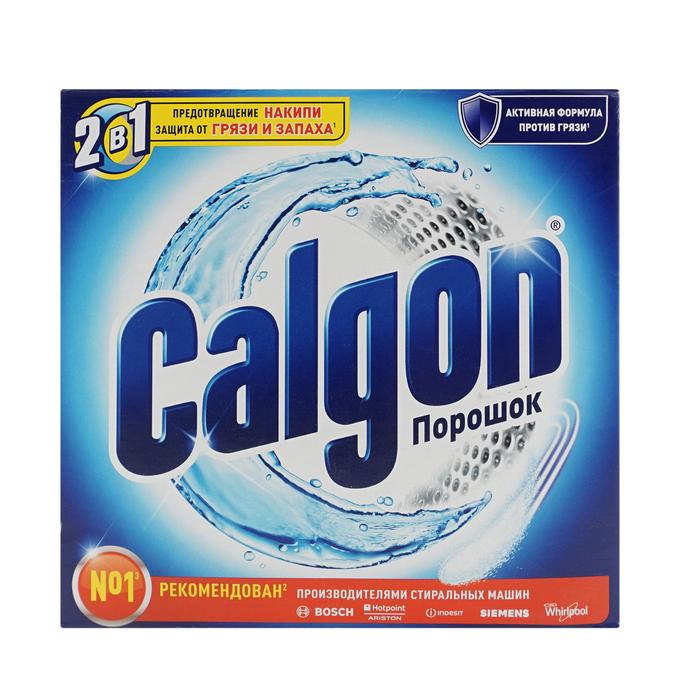 2в1
ПРЕДОТВРАЩЕНИЕ НАКИПИ
ЗАЩИТА ОТ ГРЯЗИ И ЗАПАХА¹
АКТИВНАЯ ФОРМУЛА
ПРОТИВ ГРЯЗИ¹
Calgon®
Порошок
№1³ РЕКОМЕНДОВАН² ПРОИЗВОДИТЕЛЯМИ СТИРАЛЬНЫХ МАШИН
BOSCH Hotpoint ARISTON indesit SIEMENS Whirlpool